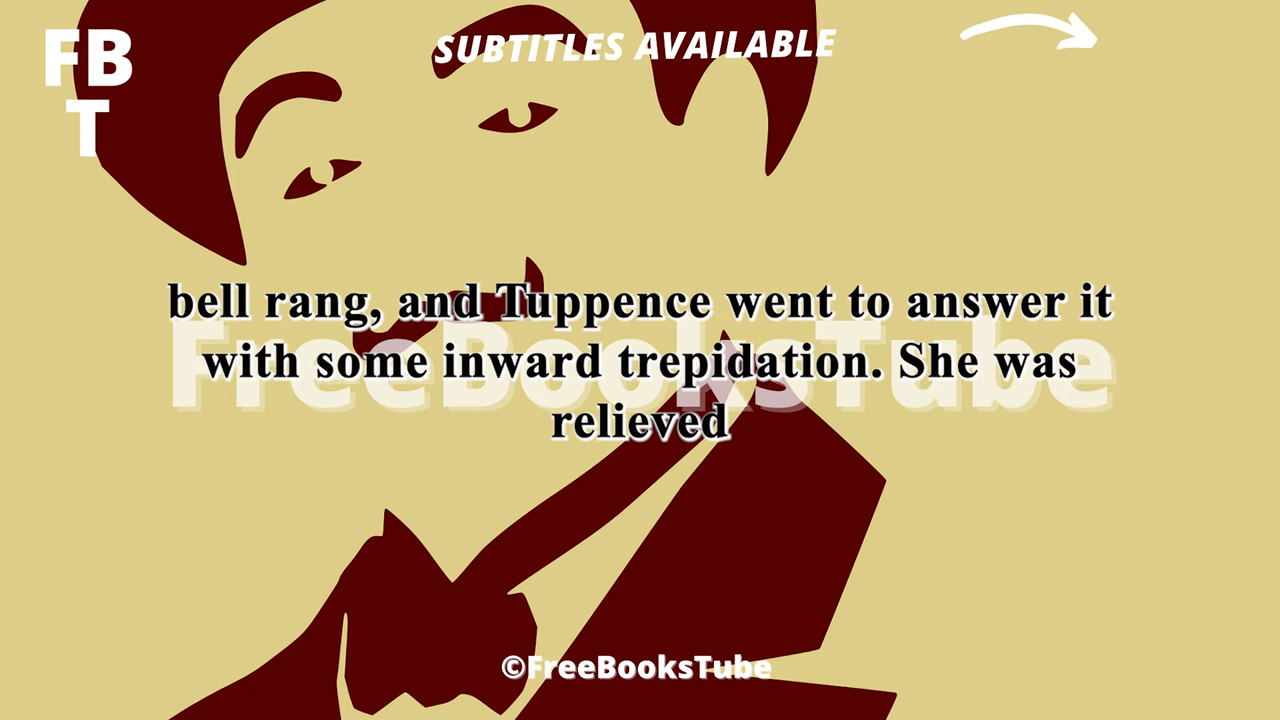 FB
T
SUBTITLES AVAILABLE
bell rang, and Tuppence went to answer it
with some inward trepidation. She was
relieved
FreeBooksTube
©FreeBooksTube